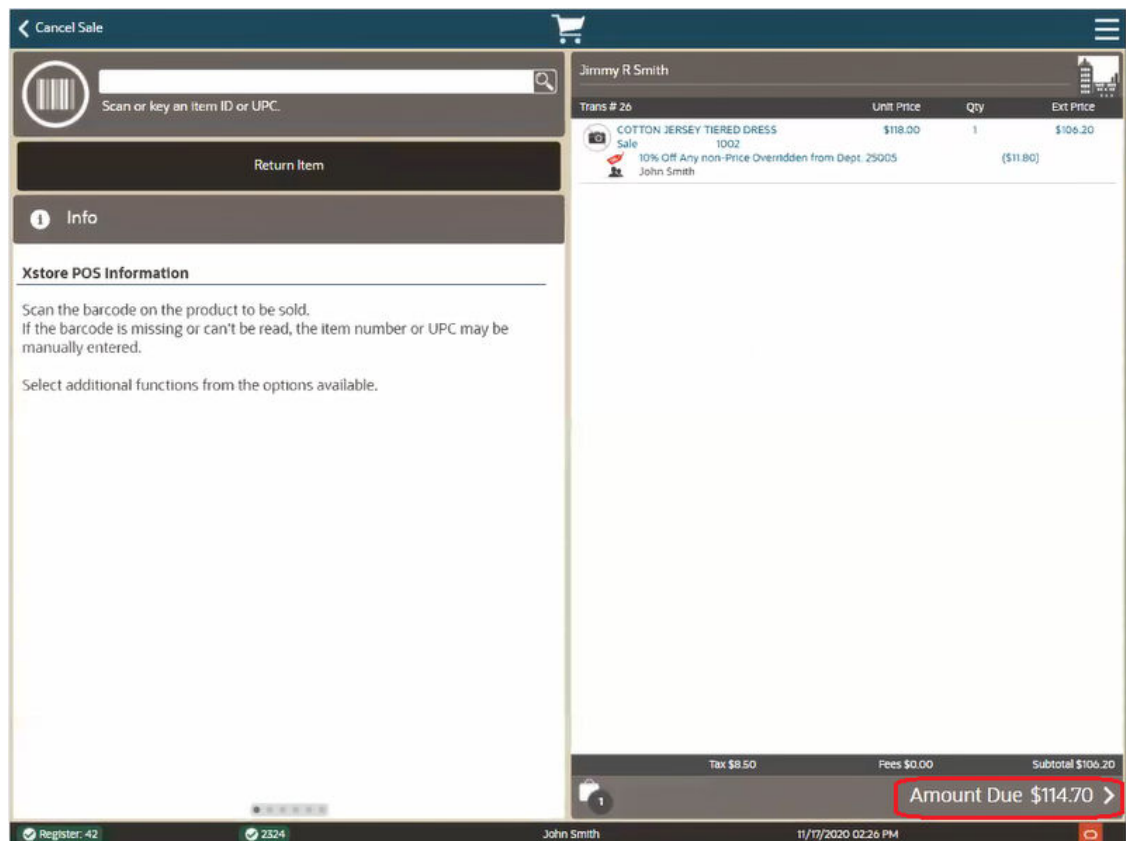 Cancel Sale
Scan or key an item ID or UPC.
Return Item
Info
Xstore POS Information
Scan the barcode on the product to be sold.
If the barcode is missing or can't be read, the item number or UPC may be
manually entered.
Select additional functions from the options available.
Jimmy R Smith
Trans # 26 Unit Price Qty Ext Price
COTTON JERSEY TIERED DRESS $118.00 1 $106.20
Sale 1002
10% Off Any non-Price Overridden from Dept. 25005 ($11.80)
John Smith
Tax $8.50 Fees $0.00 Subtotal $106.20
1 Amount Due $114.70
Register: 42 2324 John Smith 11/17/2020 02:26 PM